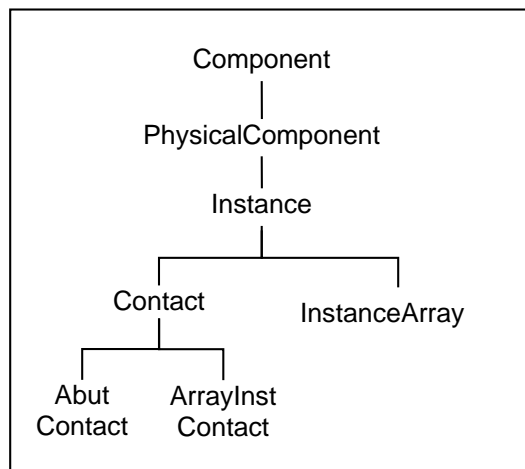 Component
PhysicalComponent
Instance
Contact
InstanceArray
Abut
Contact
ArrayInst
Contact